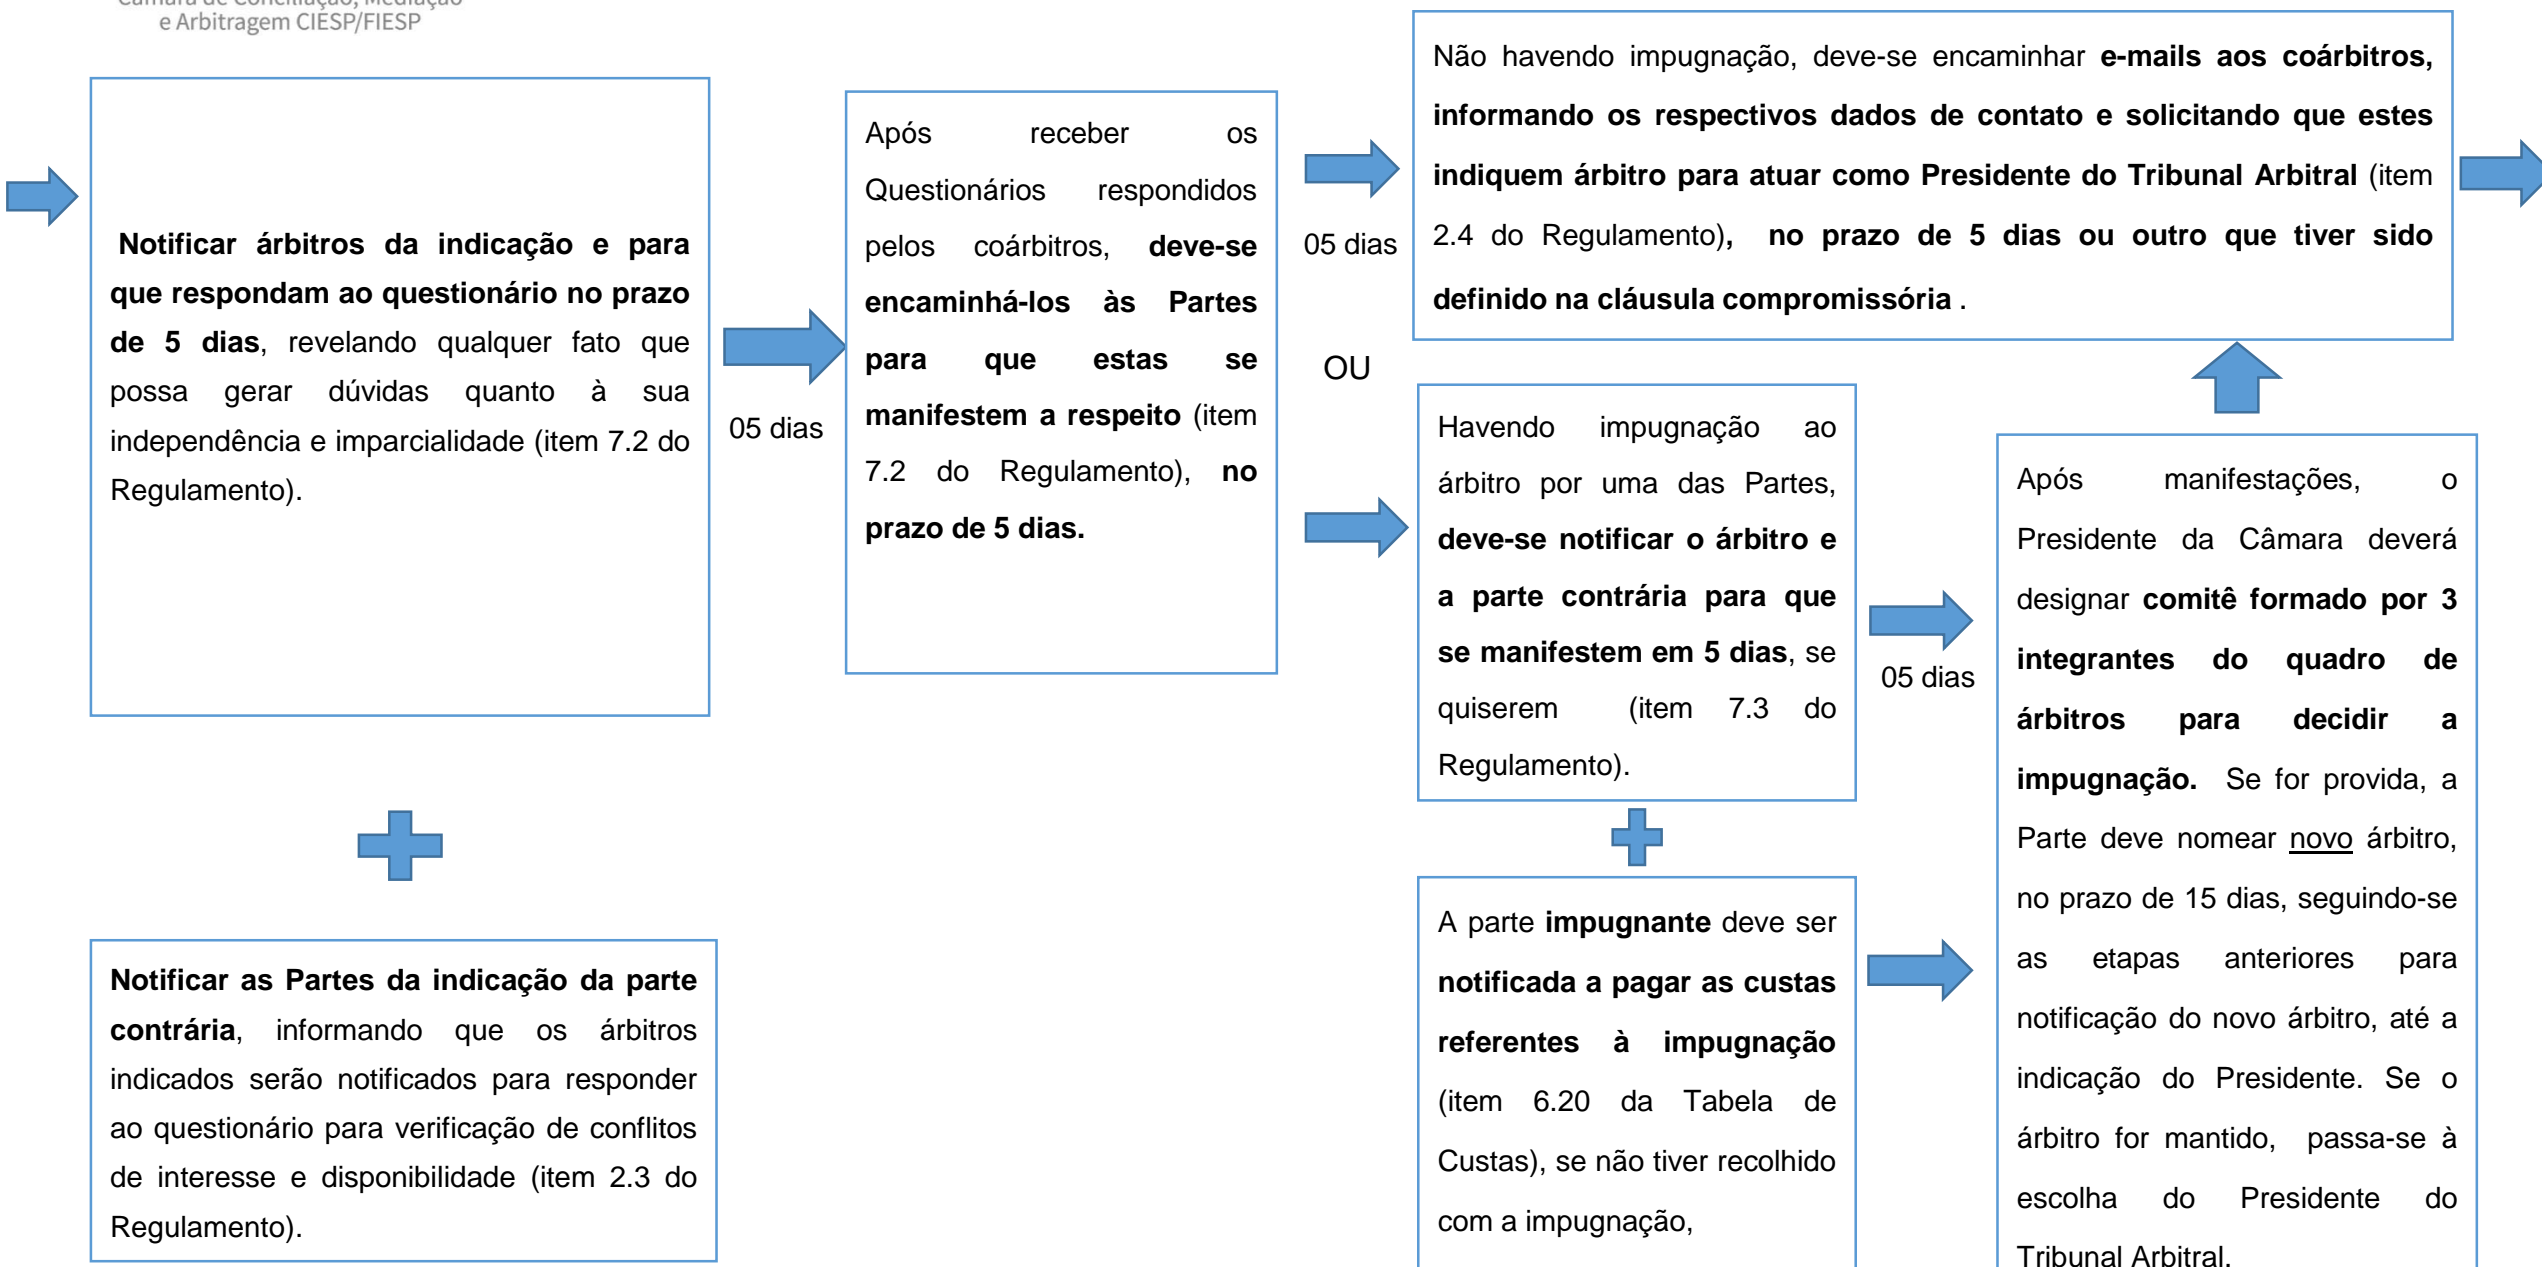 Câmara de Conciliação, Mediação
e Arbitragem CIESP/FIESP
Notificar árbitros da indicação e para
que respondam ao questionário no prazo
de 5 dias, revelando qualquer fato que
possa gerar dúvidas quanto à sua
independência e imparcialidade (item 7.2 do
Regulamento).
Notificar as Partes da indicação da parte
contrária, informando que os árbitros
indicados serão notificados para responder
ao questionário para verificação de conflitos
de interesse e disponibilidade (item 2.3 do
Regulamento).
05 dias
Após receber os
Questionários respondidos
pelos coárbitros, deve-se
encaminhá-los às Partes
para que estas se
manifestem a respeito (item
7.2 do Regulamento), no
prazo de 5 dias.
05 dias
OU
Não havendo impugnação, deve-se encaminhar e-mails aos coárbitros,
informando os respectivos dados de contato e solicitando que estes
indiquem árbitro para atuar como Presidente do Tribunal Arbitral (item
2.4 do Regulamento), no prazo de 5 dias ou outro que tiver sido
definido na cláusula compromissória .
Havendo impugnação ao
árbitro por uma das Partes,
deve-se notificar o árbitro e
a parte contrária para que
se manifestem em 5 dias, se
quiserem (item 7.3 do
Regulamento).
A parte impugnante deve ser
notificada a pagar as custas
referentes à impugnação
(item 6.20 da Tabela de
Custas), se não tiver recolhido
com a impugnação,
05 dias
Após manifestações, o
Presidente da Câmara deverá
designar comitê formado por 3
integrantes do quadro de
árbitros para decidir a
impugnação. Se for provida, a
Parte deve nomear novo árbitro,
no prazo de 15 dias, seguindo-se
as etapas anteriores para
notificação do novo árbitro, até a
indicação do Presidente. Se o
árbitro for mantido, passa-se à
escolha do Presidente do
Tribunal Arbitral.